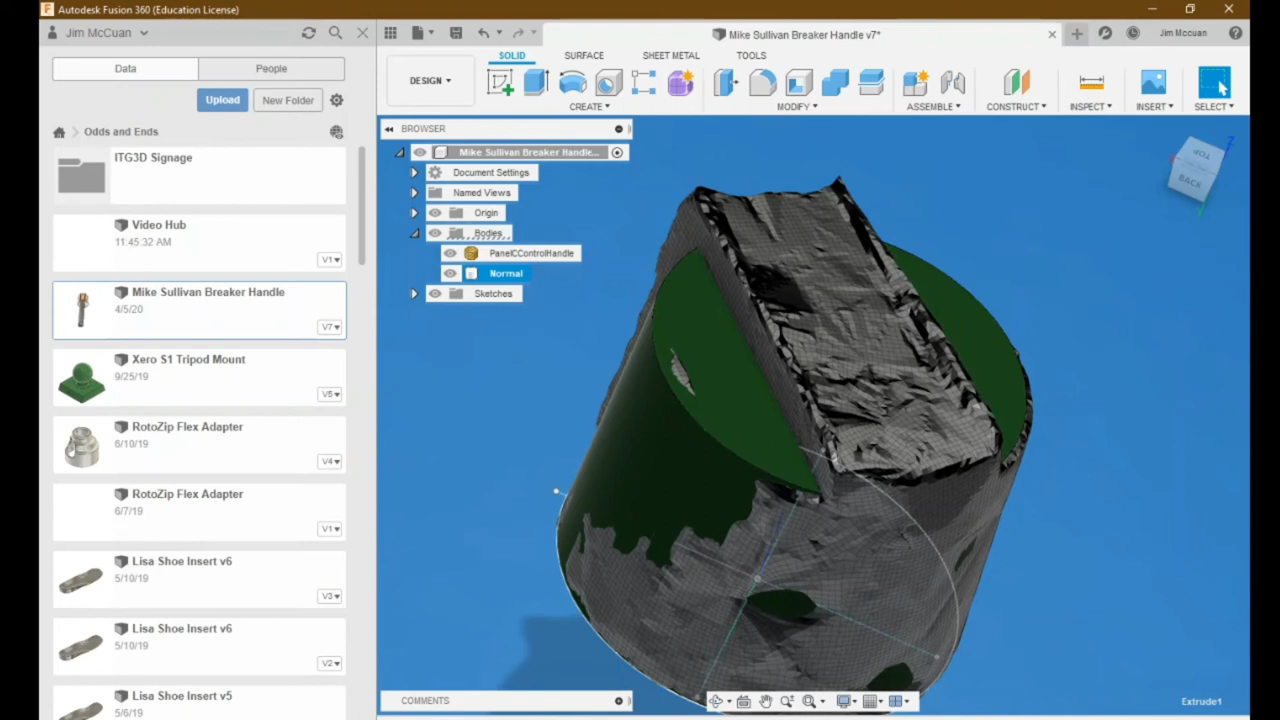 Autodesk Fusion 360 (Education License)
Jim McCuan
Mike Sullivan Breaker Handle v7*
Jim Mccuan
Data
People
SOLID
SURFACE
SHEET METAL
TOOLS
DESIGN
Upload
New Folder
CREATE
MODIFY
ASSEMBLE
CONSTRUCT
INSPECT
INSERT
SELECT
Odds and Ends
BROWSER
ITG3D Signage
Mike Sullivan Breaker Handle...
Document Settings
Named Views
Origin
Bodies
PanelCControlHandle
Normal
Sketches
TOP
BACK
Z
Video Hub
11:45:32 AM
V1
Mike Sullivan Breaker Handle
4/5/20
V7
Xero S1 Tripod Mount
9/25/19
V5
RotoZip Flex Adapter
6/10/19
V4
RotoZip Flex Adapter
6/7/19
V1
Lisa Shoe Insert v6
5/10/19
V3
Lisa Shoe Insert v6
5/10/19
V2
Lisa Shoe Insert v5
5/6/19
COMMENTS
Extrude1